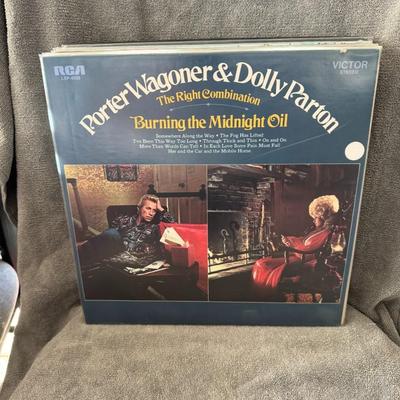 RCA
VICTOR
STEREO
Porter Wagoner & Dolly Parton
The Right Combination
Burning the Midnight Oil
Somewhere Along the Way • The Fog Has Lifted
I've Been This Way Too Long • Through Thick and Thin • On and On
More Than Words Can Tell • In Each Love Some Pain Must Fall
Her and the Car and the Mobile Home